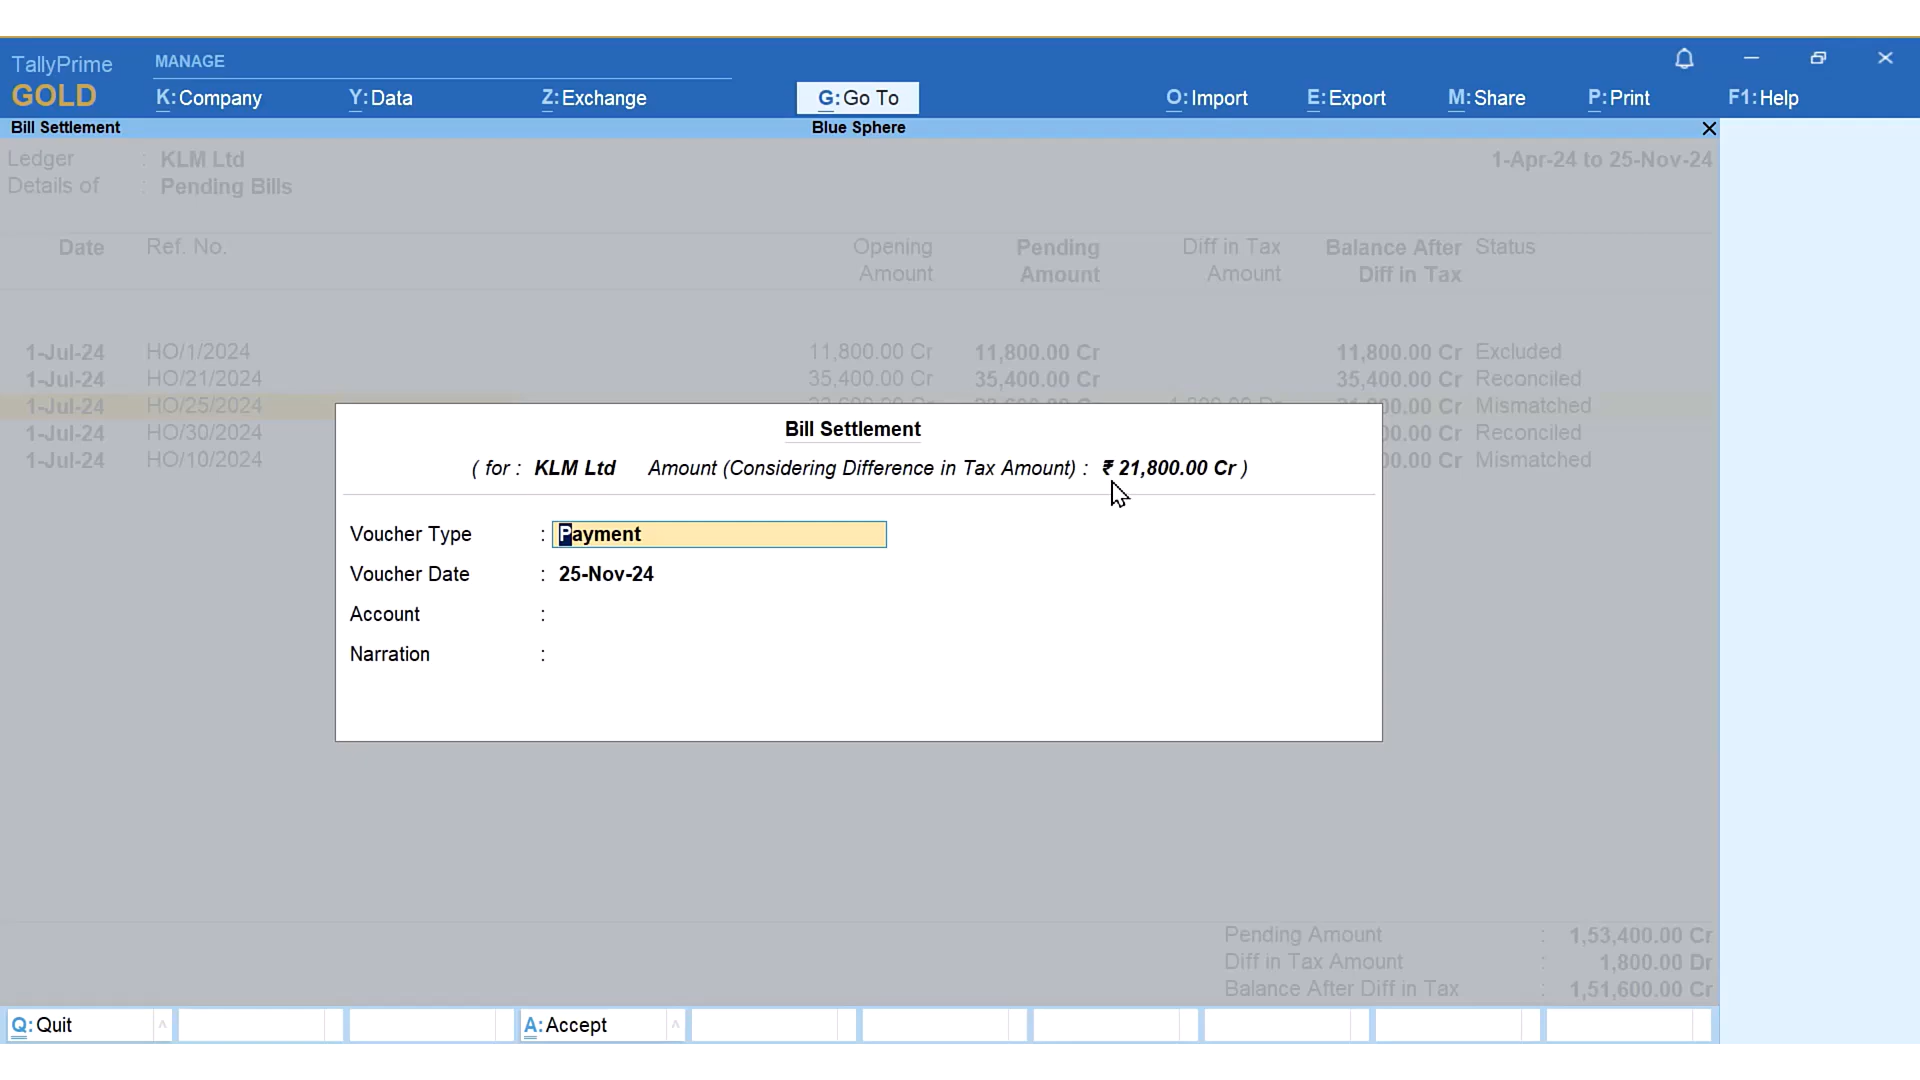 TallyPrime
GOLD
MANAGE
K:Company
Y:Data
Z:Exchange
G:Go To
O:Import
E:Export
M:Share
P:Print
F1:Help
Bill Settlement
Blue Sphere
Ledger : KLM Ltd
1-Apr-24 to 25-Nov-24
Details of : Pending Bills
Date Ref. No. Opening Pending Diff in Tax Balance After Status
Amount Amount Amount Diff in Tax
1-Jul-24 HO/1/2024 11,800.00 Cr 11,800.00 Cr 11,800.00 Cr Excluded
1-Jul-24 HO/21/2024 35,400.00 Cr 35,400.00 Cr 35,400.00 Cr Reconciled
1-Jul-24 HO/25/2024 Cr Mismatched
1-Jul-24 HO/30/2024 Cr Reconciled
1-Jul-24 HO/10/2024 Cr Mismatched
Bill Settlement
( for : KLM Ltd Amount (Considering Difference in Tax Amount) : ₹ 21,800.00 Cr )
Voucher Type : Payment
Voucher Date : 25-Nov-24
Account :
Narration :
Pending Amount : 1,53,400.00 Cr
Diff in Tax Amount : 1,800.00 Dr
Balance After Diff in Tax : 1,51,600.00 Cr
Q:Quit
A:Accept